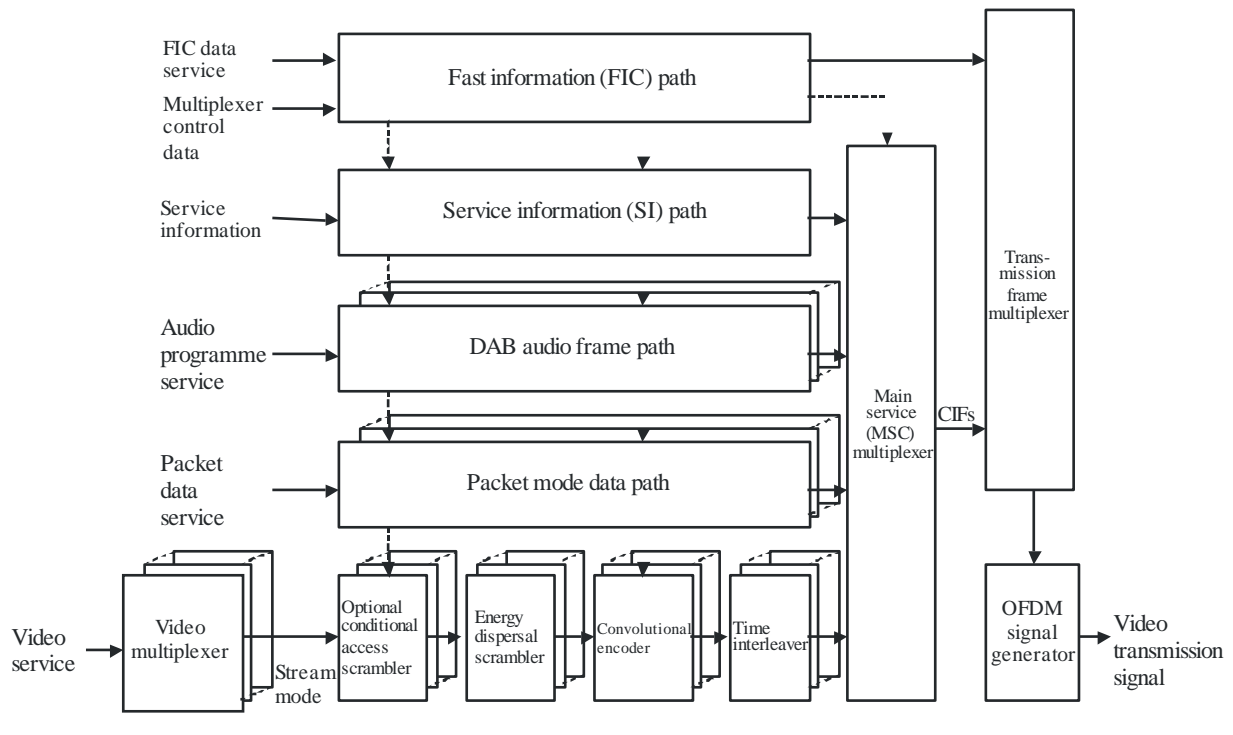 FIC data
service
Fast information (FIC) path
Multiplexer
control
data
Service
information
Service information (SI) path
Trans-
mission
frame
multiplexer
Audio
programme
service
DAB audio frame path
Main
service
(MSC)
multiplexer
CIFs
Packet
data
service
Packet mode data path
Video
service
Video
multiplexer
Stream
mode
Optional
conditional
access
scrambler
Energy
dispersal
scrambler
Convolutional
encoder
Time
interleaver
OFDM
signal
generator
Video
transmission
signal